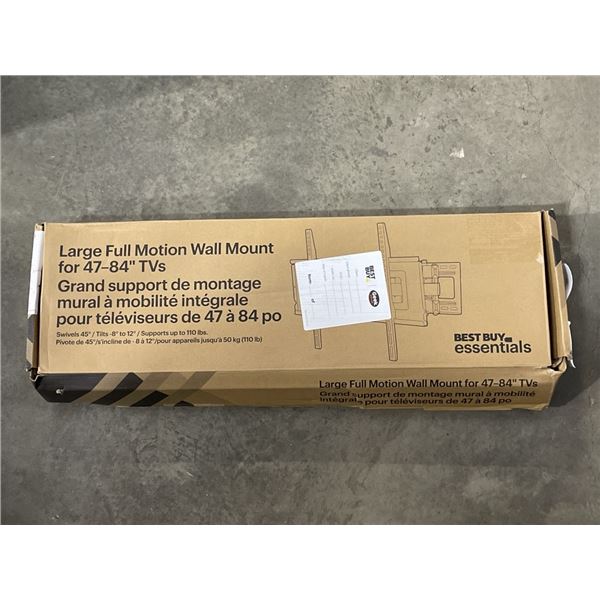 Large Full Motion Wall Mount
for 47–84" TVs
Grand support de montage
mural à mobilité intégrale
pour téléviseurs de 47 à 84 po
Swivels 45° / Tilts -8° to 12° / Supports up to 110 lbs.
Pivote de 45°/s'incline de - 8 à 12°/pour appareils jusqu'à 50 kg (110 lb)
BEST BUY
BEST BUY
essentials
Large Full Motion Wall Mount for 47–84" TVs
Grand support de montage mural à mobilité
intégrale pour téléviseurs de 47 à 84 po